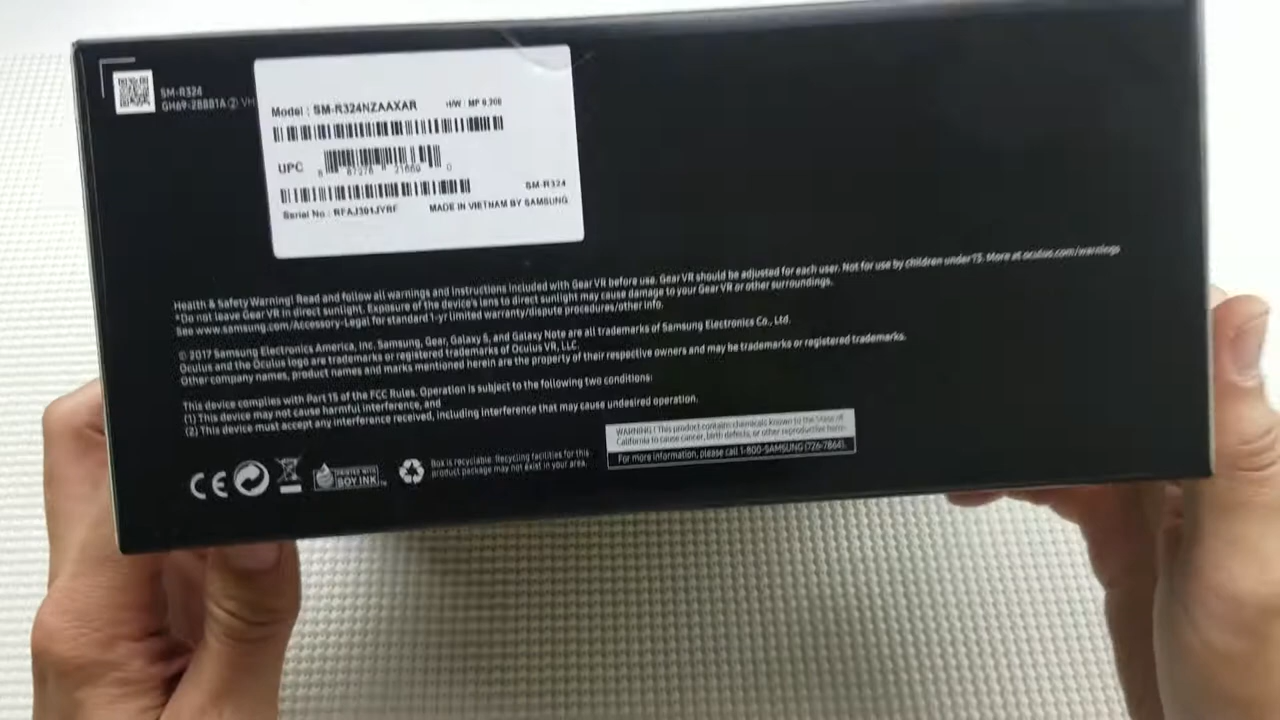 SM-R324
GH69-28881A ② VH
Model : SM-R324NZAAXAR H/W : MP 0.200
UPC
8 87276 21669 0
SM-R324
Serial No : RFAJ391JYRF MADE IN VIETNAM BY SAMSUNG
Health & Safety Warning! Read and follow all warnings and instructions included with Gear VR before use. Gear VR should be adjusted for each user. Not for use by children under 13. More at oculus.com/warnings
*Do not leave Gear VR in direct sunlight. Exposure of the device's lens to direct sunlight may cause damage to your Gear VR or other surroundings.
See www.samsung.com/Accessory-Legal for standard 1-yr limited warranty/dispute procedures/other info.
© 2017 Samsung Electronics America, Inc. Samsung, Gear, Galaxy S, and Galaxy Note are all trademarks of Samsung Electronics Co., Ltd.
Oculus and the Oculus logo are trademarks or registered trademarks of Oculus VR, LLC.
Other company names, product names and marks mentioned herein are the property of their respective owners and may be trademarks or registered trademarks.
This device complies with Part 15 of the FCC Rules. Operation is subject to the following two conditions:
(1) This device may not cause harmful interference, and
(2) This device must accept any interference received, including interference that may cause undesired operation.
CE
PRINTED WITH
SOY INK™
Box is recyclable. Recycling facilities for this
product package may not exist in your area.
WARNING! This product contains chemicals known to the State of
California to cause cancer, birth defects, or other reproductive harm.
For more information, please call 1-800-SAMSUNG (726-7864).